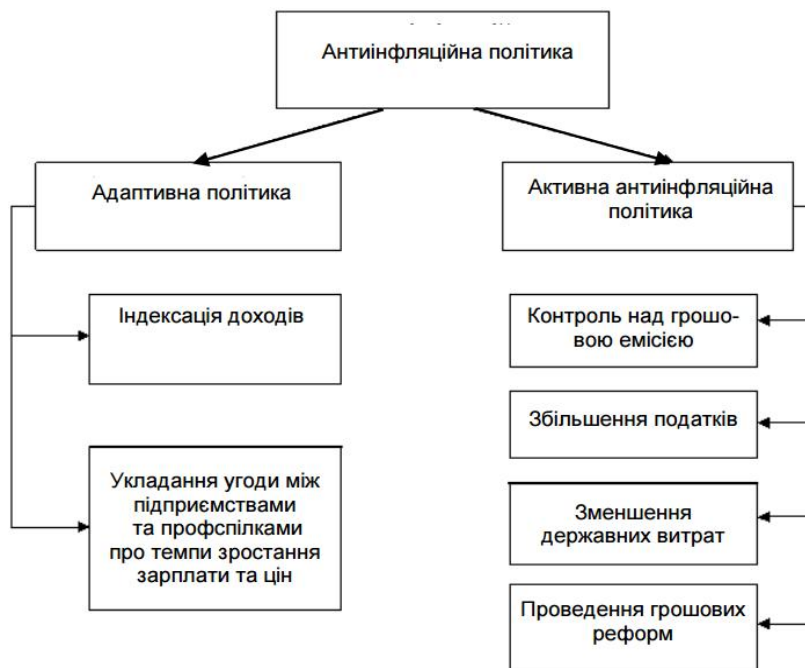 Антиінфляційна політика
Адаптивна політика
Активна антиінфляційна
політика
Індексація доходів
Укладання угоди між
підприємствами
та профспілками
про темпи зростання
зарплати та цін
Контроль над грошо-
вою емісією
Збільшення податків
Зменшення
державних витрат
Проведення грошових
реформ